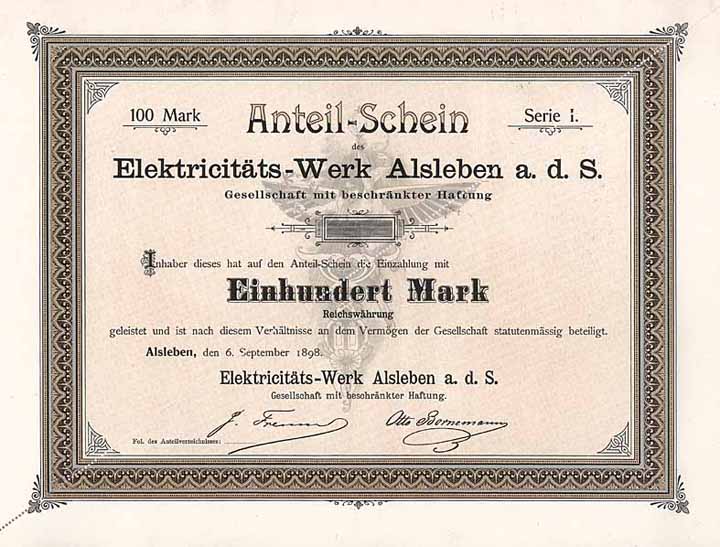 100 Mark
Anteil-Schein
Serie I.
des
Elektricitäts-Werk Alsleben a. d. S.
Gesellschaft mit beschränkter Haftung
Inhaber dieses hat auf den Anteil-Schein die Einzahlung mit
Einhundert Mark
Reichswährung
geleistet und ist nach diesem Verhältnisse an dem Vermögen der Gesellschaft statutenmässig beteiligt.
Alsleben, den 6. September 1898.
Elektricitäts-Werk Alsleben a. d. S.
Gesellschaft mit beschränkter Haftung.
Otto Bornemann
Fol. des Anteilverzeichnisses: